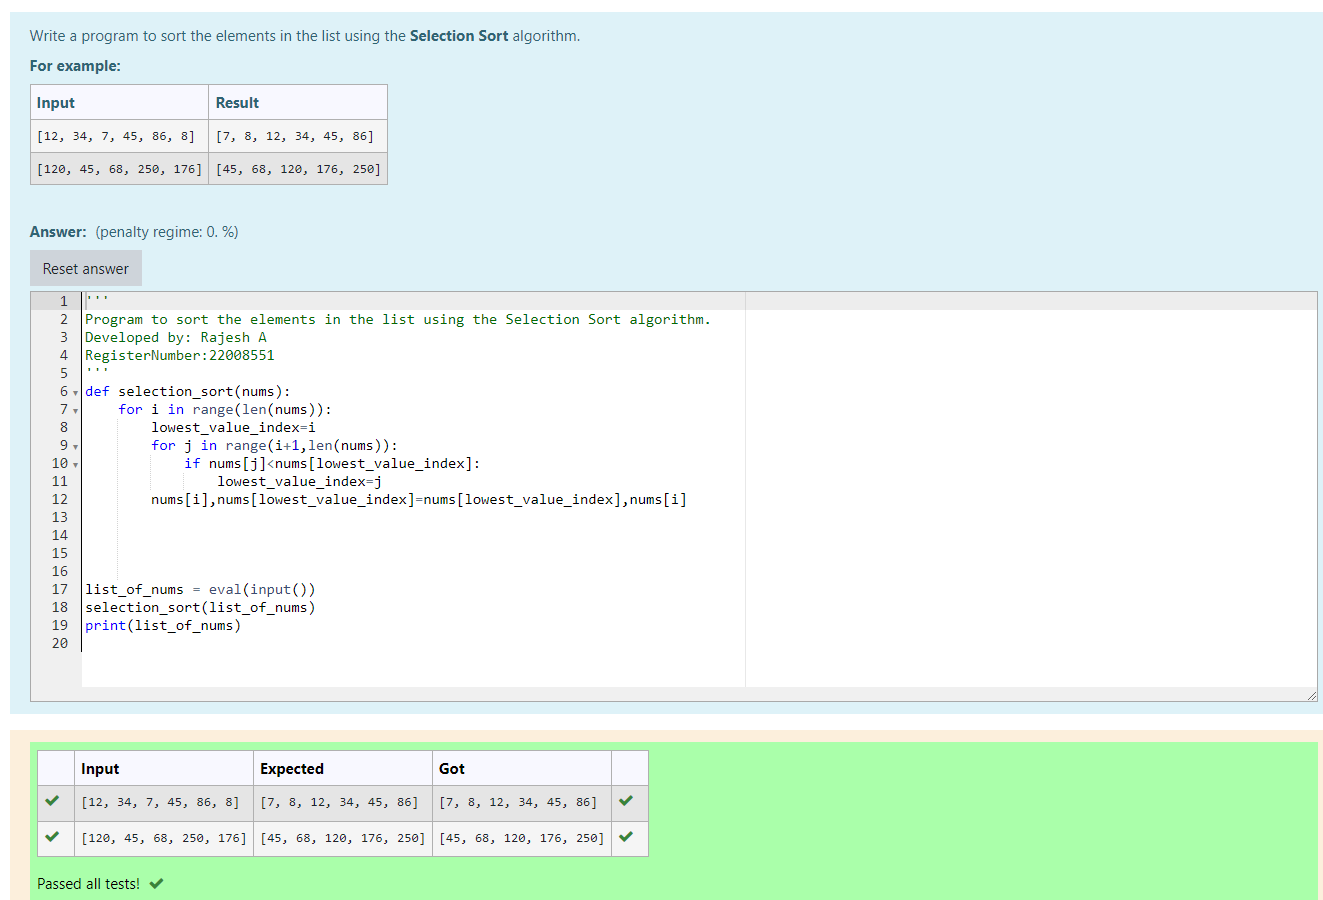 Write a program to sort the elements in the list using the Selection Sort algorithm.
For example:
Input Result
[12, 34, 7, 45, 86, 8] [7, 8, 12, 34, 45, 86]
[120, 45, 68, 250, 176] [45, 68, 120, 176, 250]
Answer: (penalty regime: 0. %)
Reset answer
1 '''
2 Program to sort the elements in the list using the Selection Sort algorithm.
3 Developed by: Rajesh A
4 RegisterNumber:22008551
5 '''
6 def selection_sort(nums):
7     for i in range(len(nums)):
8         lowest_value_index=i
9         for j in range(i+1,len(nums)):
10             if nums[j]<nums[lowest_value_index]:
11                 lowest_value_index=j
12         nums[i],nums[lowest_value_index]=nums[lowest_value_index],nums[i]
13
14
15
16
17 list_of_nums = eval(input())
18 selection_sort(list_of_nums)
19 print(list_of_nums)
20
Input Expected Got
[12, 34, 7, 45, 86, 8] [7, 8, 12, 34, 45, 86] [7, 8, 12, 34, 45, 86]
[120, 45, 68, 250, 176] [45, 68, 120, 176, 250] [45, 68, 120, 176, 250]
Passed all tests!